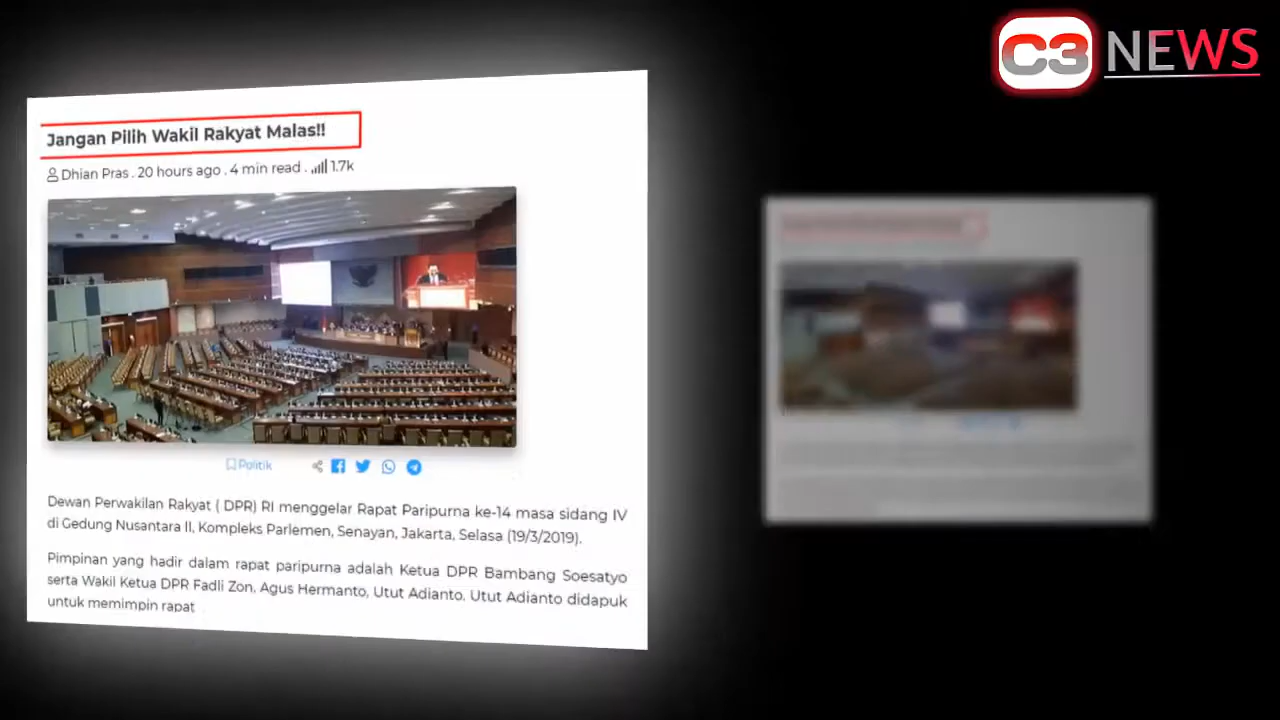 C3 NEWS
Jangan Pilih Wakil Rakyat Malas!!
Dhian Pras . 20 hours ago . 4 min read . 1.7k
Politik
Dewan Perwakilan Rakyat ( DPR) RI menggelar Rapat Paripurna ke-14 masa sidang IV
di Gedung Nusantara II, Kompleks Parlemen, Senayan, Jakarta, Selasa (19/3/2019).
Pimpinan yang hadir dalam rapat paripurna adalah Ketua DPR Bambang Soesatyo
serta Wakil Ketua DPR Fadli Zon, Agus Hermanto, Utut Adianto. Utut Adianto didapuk
untuk memimpin rapat